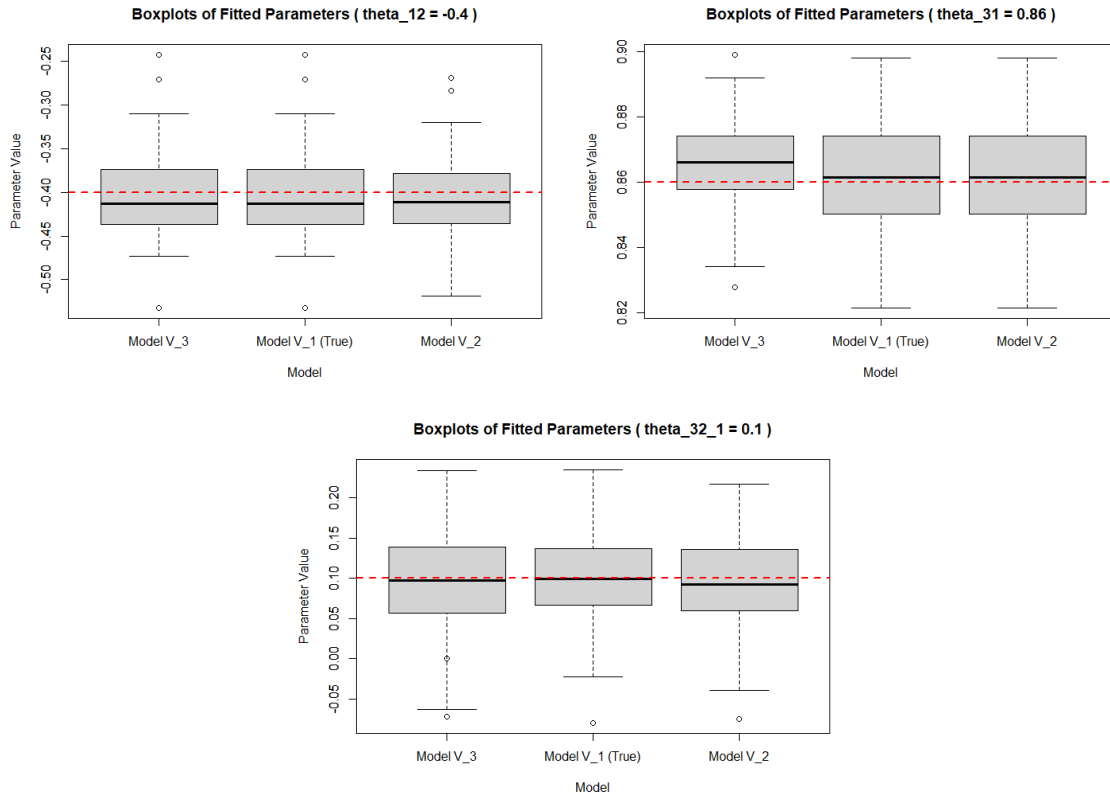 Boxplots of Fitted Parameters ( theta_12 = -0.4 )
Parameter Value
-0.25
-0.30
-0.35
-0.40
-0.45
-0.50
Model V_3
Model V_1 (True)
Model V_2
Model
Boxplots of Fitted Parameters ( theta_31 = 0.86 )
Parameter Value
0.90
0.88
0.86
0.84
0.82
Model V_3
Model V_1 (True)
Model V_2
Model
Boxplots of Fitted Parameters ( theta_32_1 = 0.1 )
Parameter Value
0.20
0.15
0.10
0.05
0.00
-0.05
Model V_3
Model V_1 (True)
Model V_2
Model